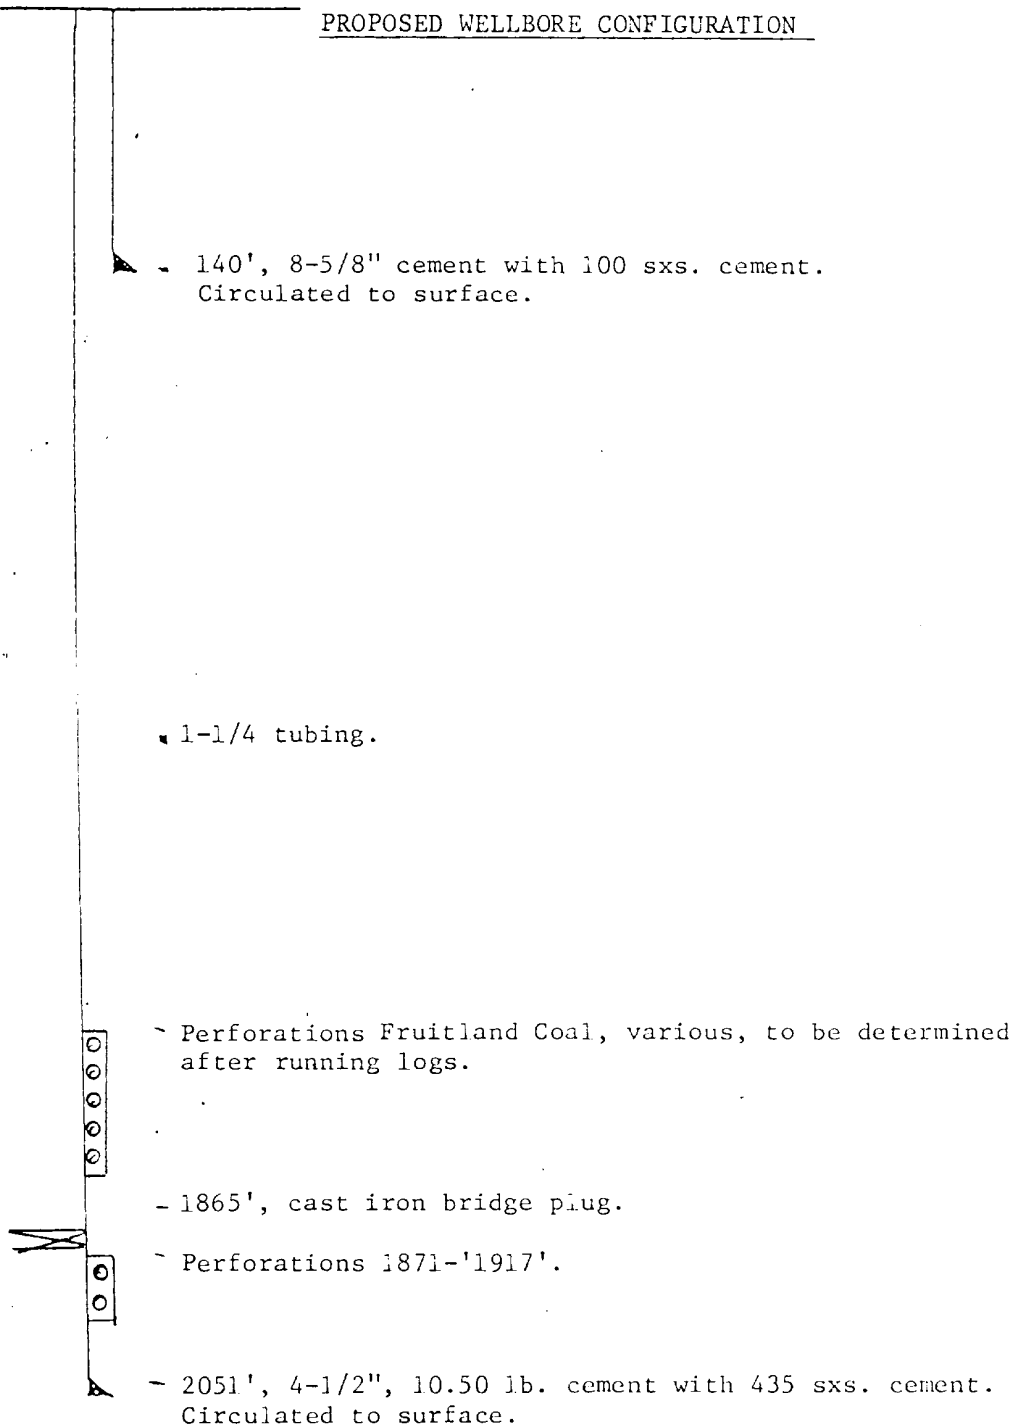 PROPOSED WELLBORE CONFIGURATION
- 140', 8-5/8" cement with 100 sxs. cement.
Circulated to surface.
1-1/4 tubing.
- Perforations Fruitland Coal, various, to be determined
after running logs.
- 1865', cast iron bridge plug.
- Perforations 1871-'1917'.
- 2051', 4-1/2", 10.50 lb. cement with 435 sxs. cement.
Circulated to surface.